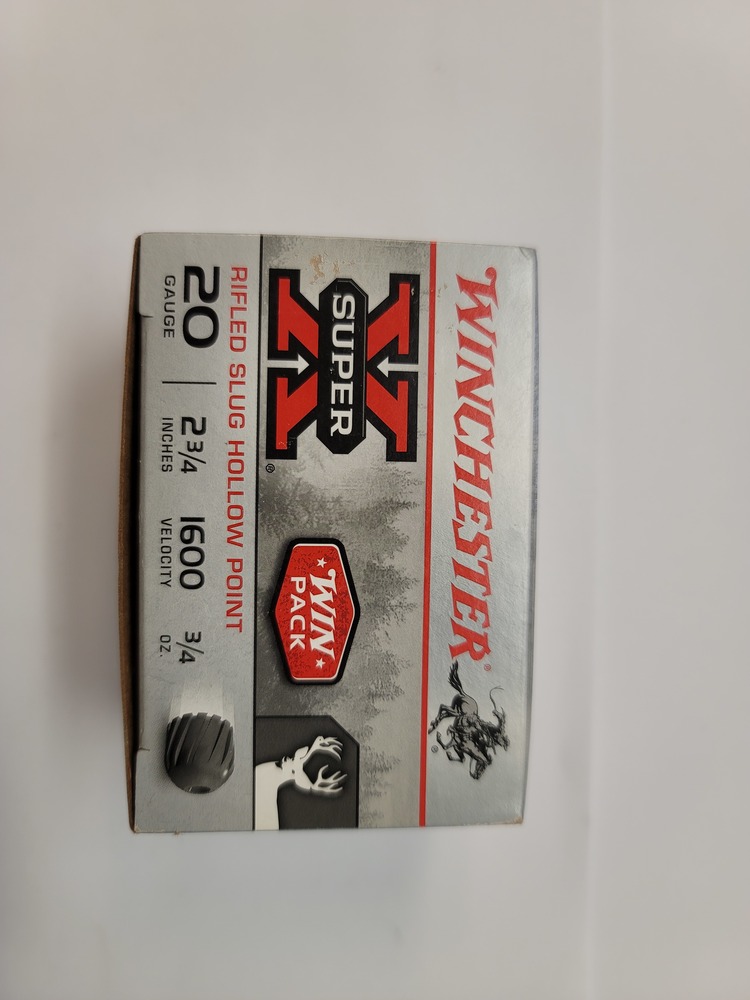 WINCHESTER®
SUPER X®
WIN PACK
RIFLED SLUG HOLLOW POINT
20 | 2 3/4 1600 3/4
GAUGE INCHES VELOCITY OZ.